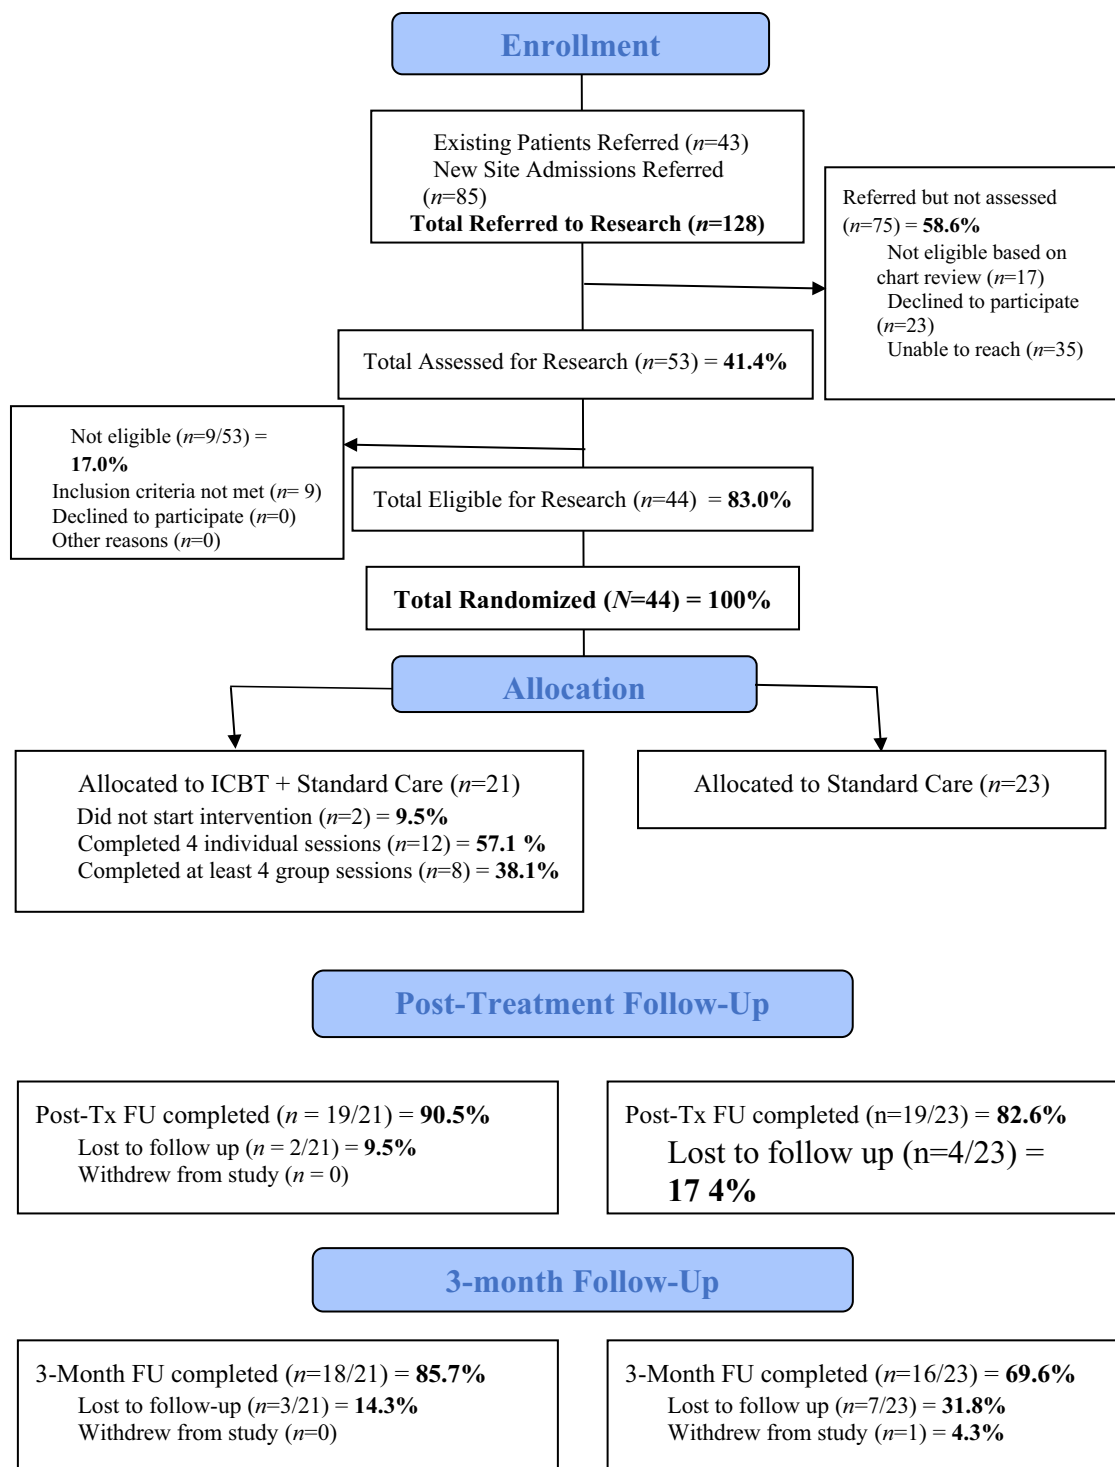 Enrollment
Existing Patients Referred (n=43)
New Site Admissions Referred
(n=85)
Total Referred to Research (n=128)
Referred but not assessed
(n=75) = 58.6%
Not eligible based on
chart review (n=17)
Declined to participate
(n=23)
Unable to reach (n=35)
Total Assessed for Research (n=53) = 41.4%
Not eligible (n=9/53) =
17.0%
Inclusion criteria not met (n= 9)
Declined to participate (n=0)
Other reasons (n=0)
Total Eligible for Research (n=44) = 83.0%
Total Randomized (N=44) = 100%
Allocation
Allocated to ICBT + Standard Care (n=21)
Did not start intervention (n=2) = 9.5%
Completed 4 individual sessions (n=12) = 57.1 %
Completed at least 4 group sessions (n=8) = 38.1%
Allocated to Standard Care (n=23)
Post-Treatment Follow-Up
Post-Tx FU completed (n = 19/21) = 90.5%
Lost to follow up (n = 2/21) = 9.5%
Withdrew from study (n = 0)
Post-Tx FU completed (n=19/23) = 82.6%
Lost to follow up (n=4/23) =
17 4%
3-month Follow-Up
3-Month FU completed (n=18/21) = 85.7%
Lost to follow-up (n=3/21) = 14.3%
Withdrew from study (n=0)
3-Month FU completed (n=16/23) = 69.6%
Lost to follow up (n=7/23) = 31.8%
Withdrew from study (n=1) = 4.3%